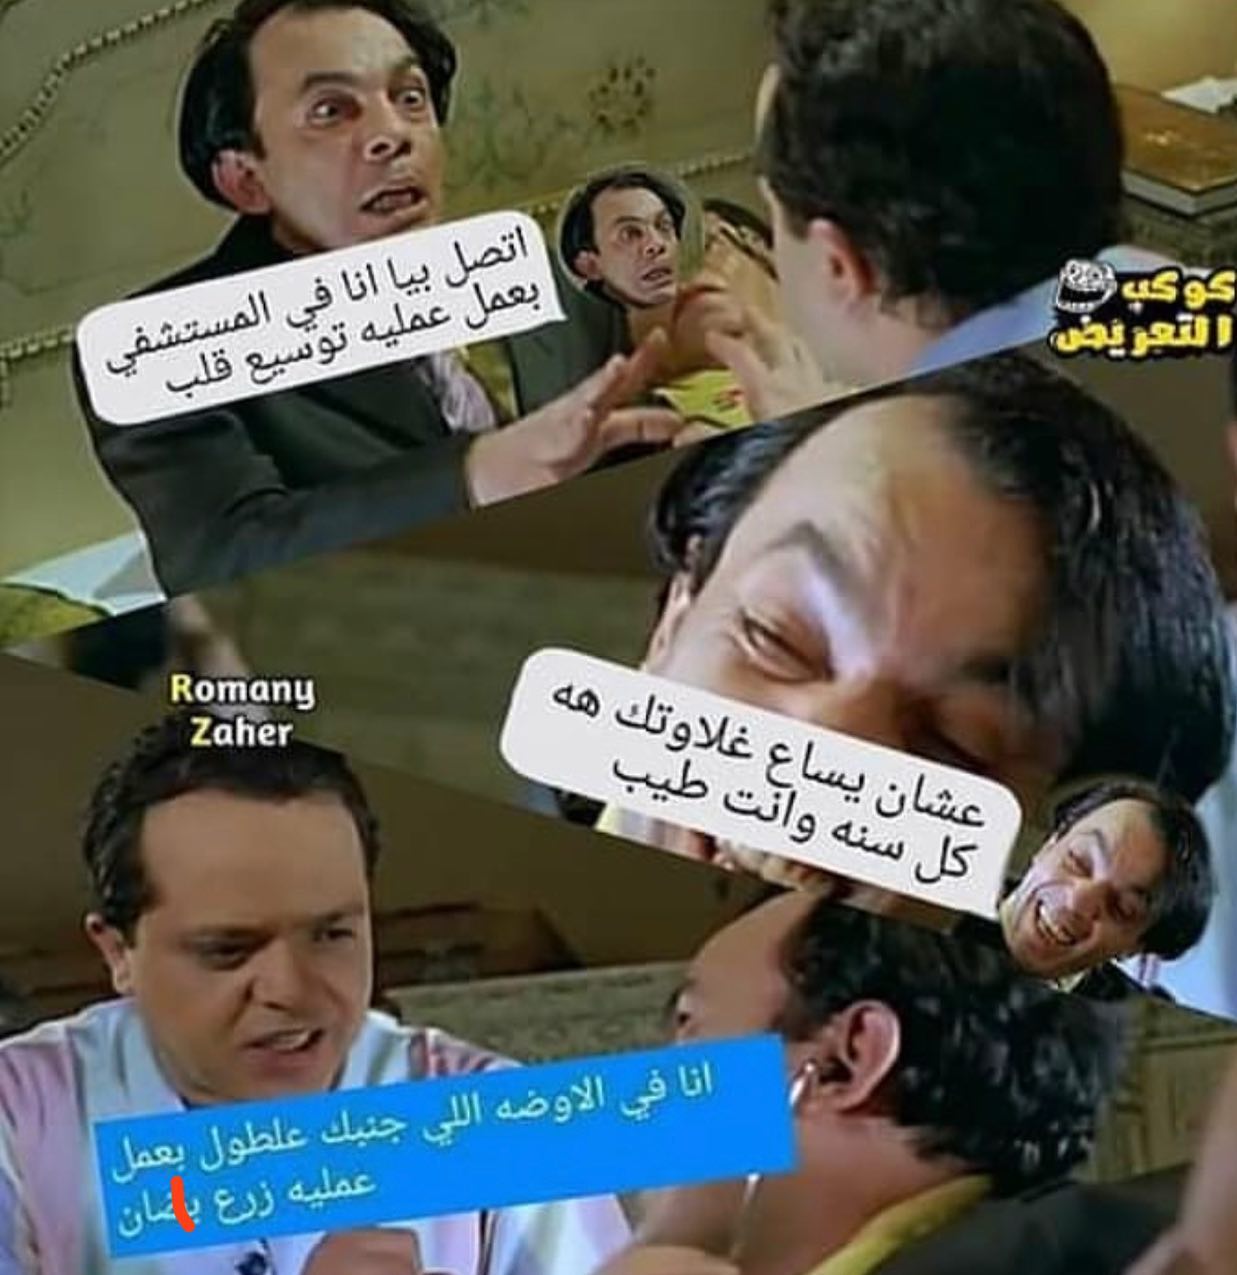 اتصل بيا انا في المستشفي
بعمل عمليه توسيع قلب
كوكب
التعريض
عشان يساع غلاوتك هه
كل سنه وانت طيب
Romany
Zaher
انا في الاوضه اللي جنبك علطول بعمل
عمليه زرع بضان